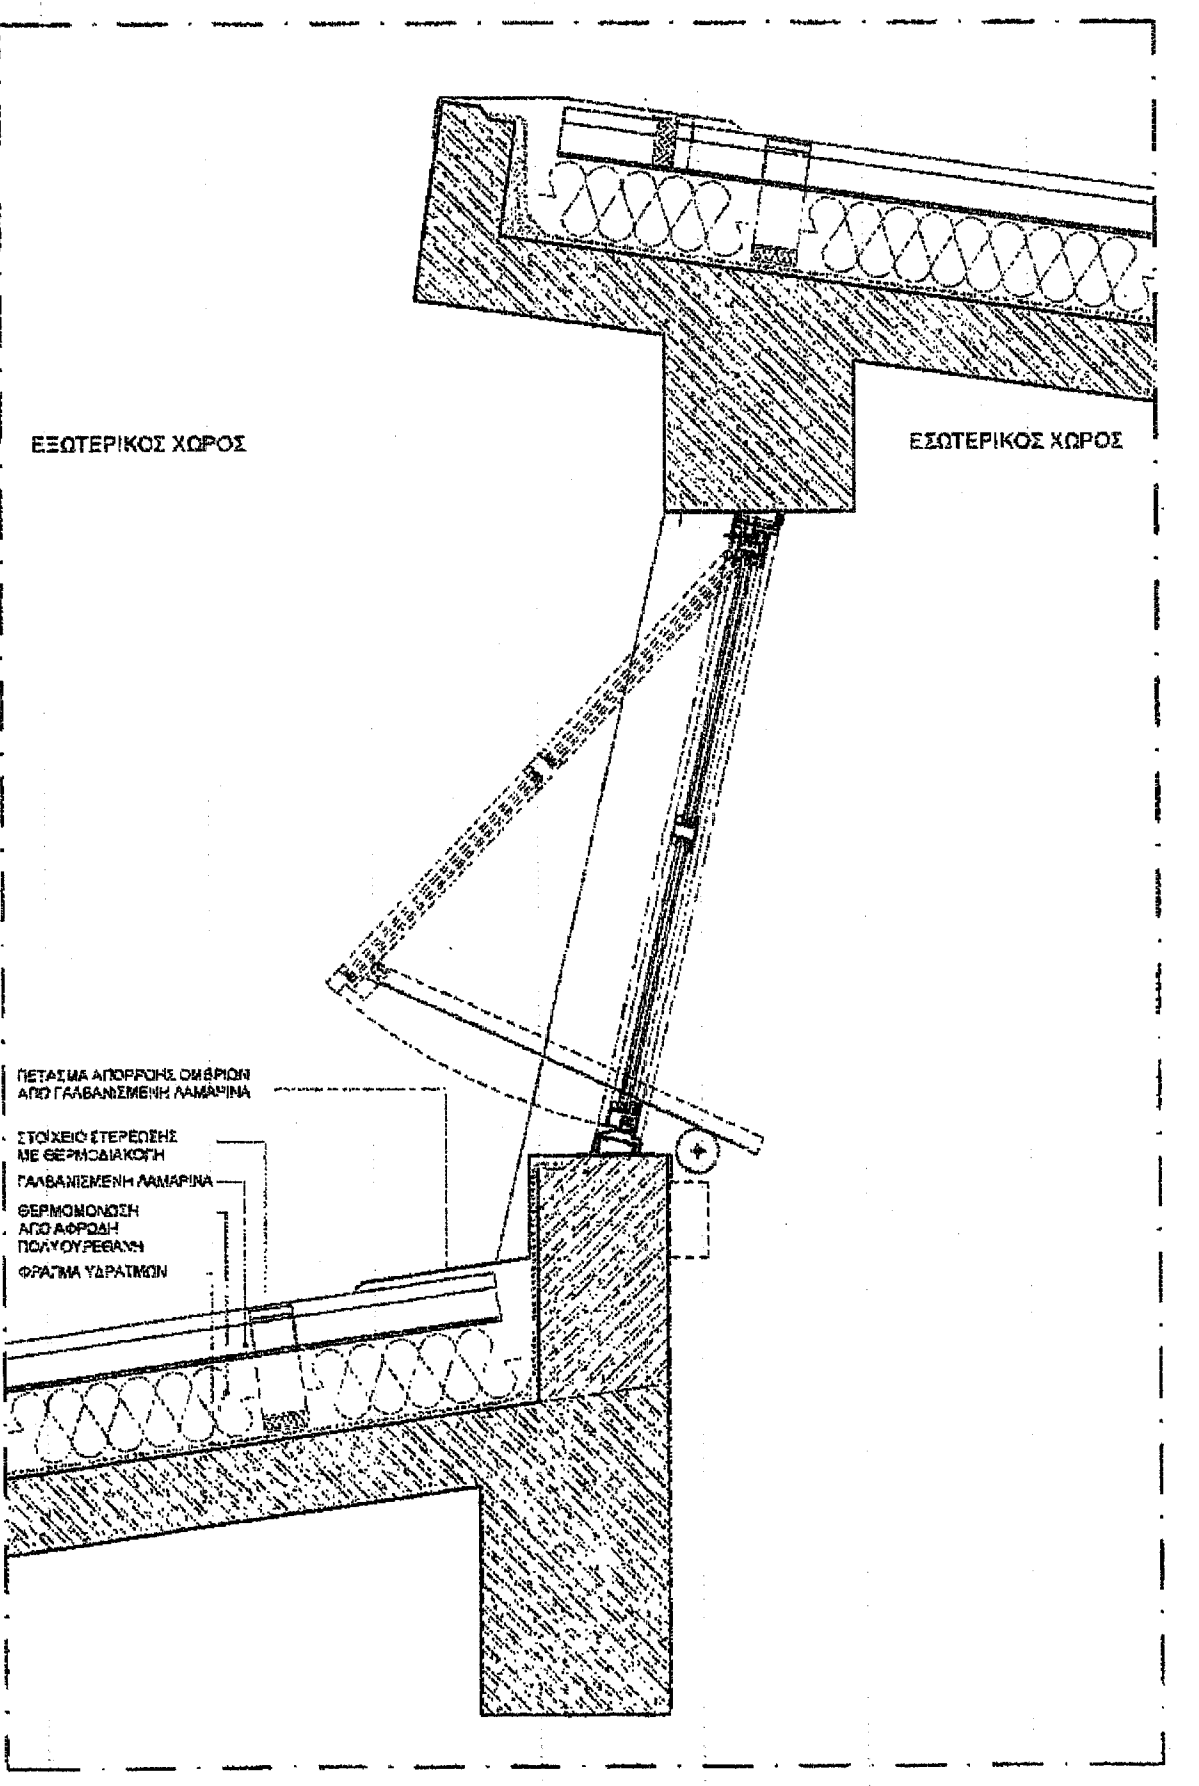 ΕΞΩΤΕΡΙΚΟΣ ΧΩΡΟΣ
ΕΣΩΤΕΡΙΚΟΣ ΧΩΡΟΣ
ΠΕΤΑΣΜΑ ΑΠΟΡΡΟΗΣ ΟΜΒΡΙΩΝ
ΑΠΟ ΓΑΛΒΑΝΙΣΜΕΝΗ ΛΑΜΑΡΙΝΑ
ΣΤΟΙΧΕΙΟ ΣΤΕΡΕΩΣΗΣ
ΜΕ ΘΕΡΜΟΔΙΑΚΟΠΗ
ΓΑΛΒΑΝΙΣΜΕΝΗ ΛΑΜΑΡΙΝΑ
ΘΕΡΜΟΜΟΝΩΣΗ
ΑΠΟ ΑΦΡΩΔΗ
ΠΟΛΥΟΥΡΕΘΑΝΗ
ΦΡΑΓΜΑ ΥΔΡΑΤΜΩΝ